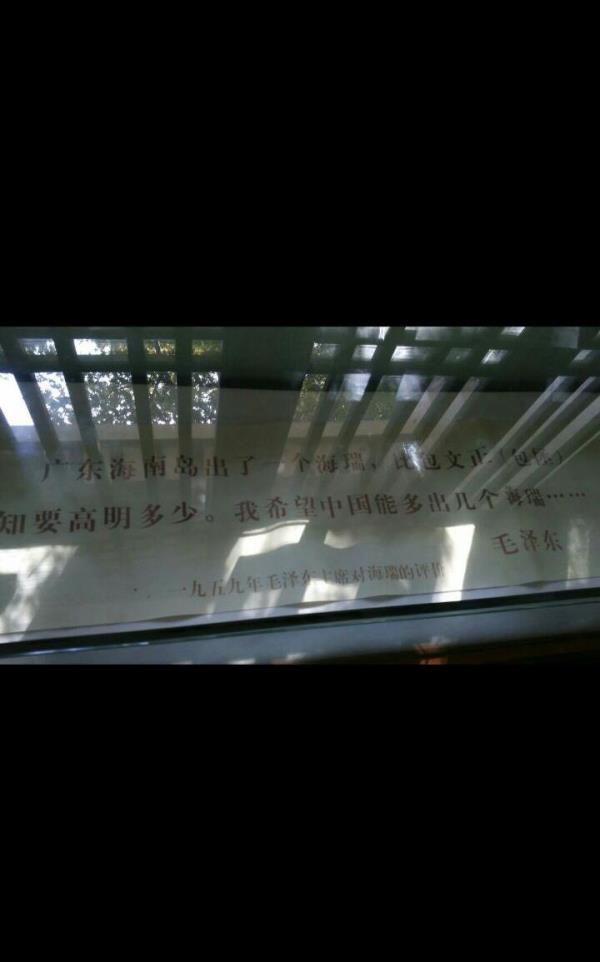 广东海南岛出了一个海瑞，比包文正（包拯）
知要高明多少。我希望中国能多出几个海瑞……
毛泽东
一九五九年毛泽东主席对海瑞的评价